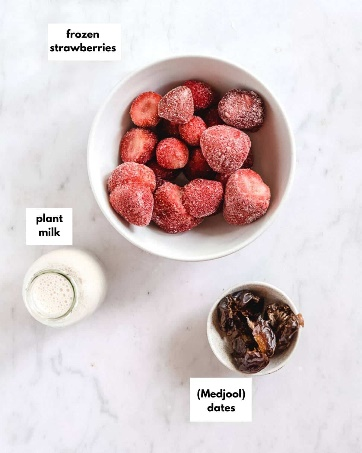 frozen
strawberries
plant
milk
(Medjool)
dates